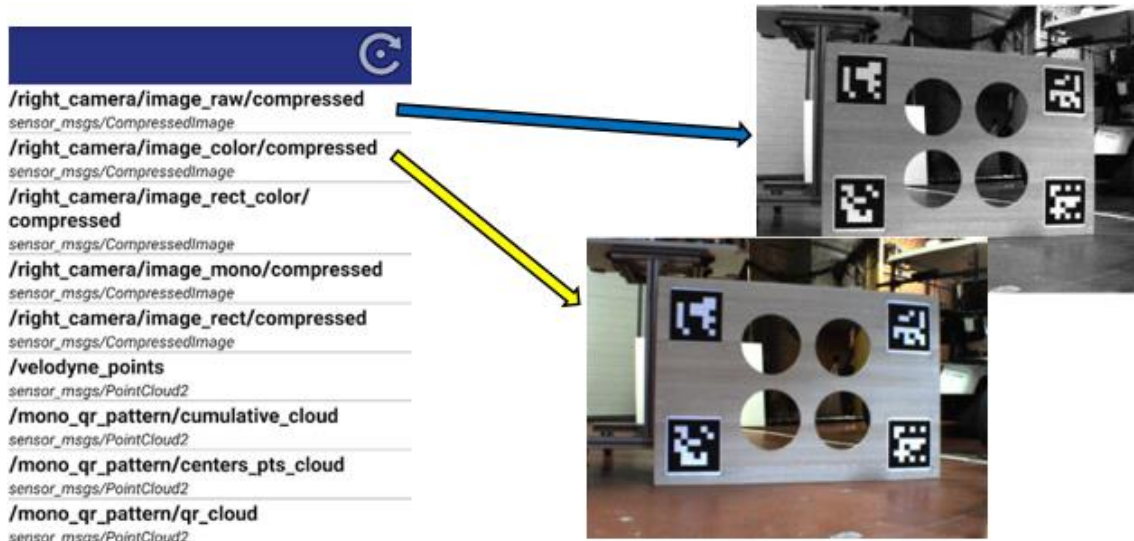 /right_camera/image_raw/compressed
sensor_msgs/CompressedImage
/right_camera/image_color/compressed
sensor_msgs/CompressedImage
/right_camera/image_rect_color/
compressed
sensor_msgs/CompressedImage
/right_camera/image_mono/compressed
sensor_msgs/CompressedImage
/right_camera/image_rect/compressed
sensor_msgs/CompressedImage
/velodyne_points
sensor_msgs/PointCloud2
/mono_qr_pattern/cumulative_cloud
sensor_msgs/PointCloud2
/mono_qr_pattern/centers_pts_cloud
sensor_msgs/PointCloud2
/mono_qr_pattern/qr_cloud
sensor_msgs/PointCloud2